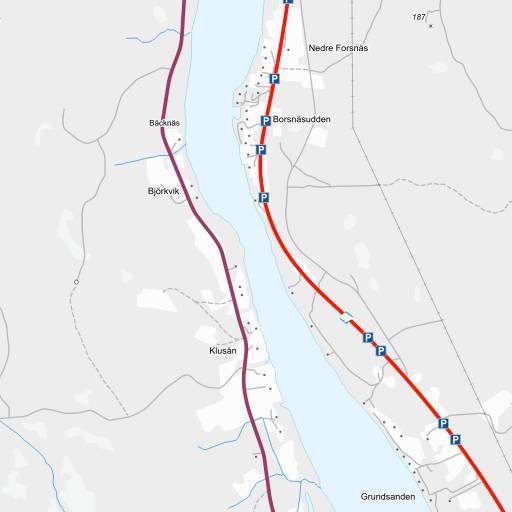 187
Nedre Forsnäs
P
Bäcknäs
P
Borsnäsudden
P
Björkvik
P
P
Klusån
P
P
P
Grundsanden